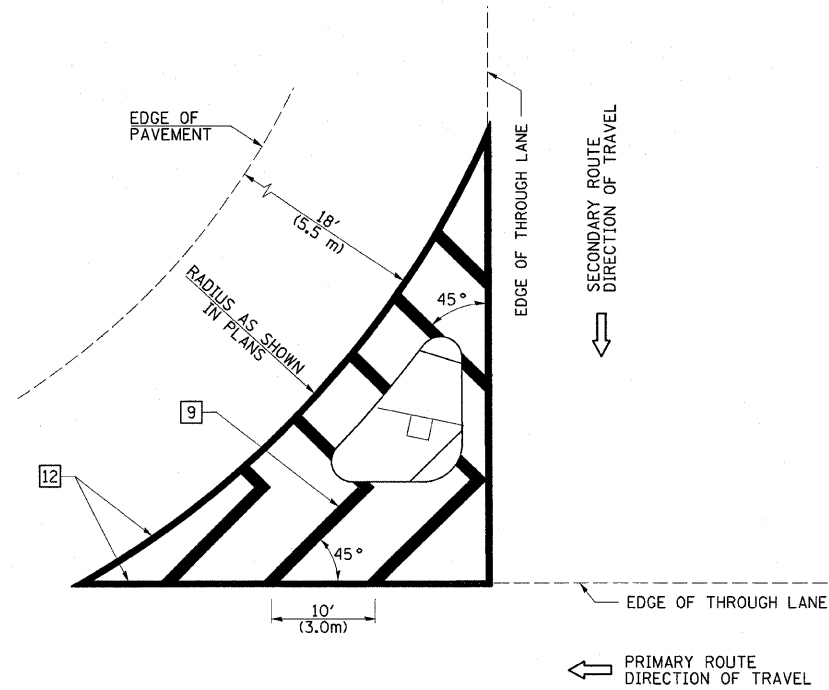 EDGE OF
PAVEMENT
18'
(5.5 m)
RADIUS AS SHOWN
IN PLANS
45°
EDGE OF THROUGH LANE
SECONDARY ROUTE
DIRECTION OF TRAVEL
9
12
45°
10'
(3.0m)
EDGE OF THROUGH LANE
PRIMARY ROUTE
DIRECTION OF TRAVEL